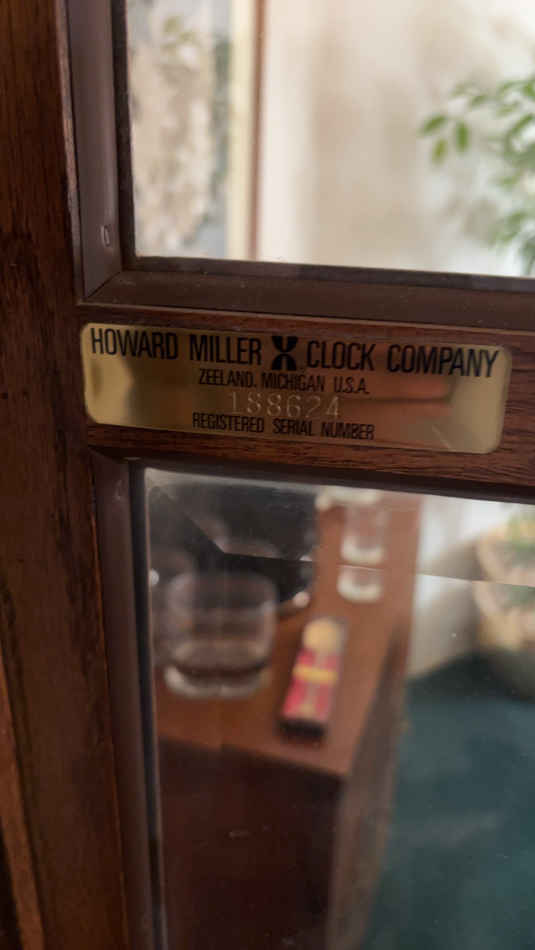 HOWARD MILLER CLOCK COMPANY
ZEELAND, MICHIGAN U.S.A.
188624
REGISTERED SERIAL NUMBER